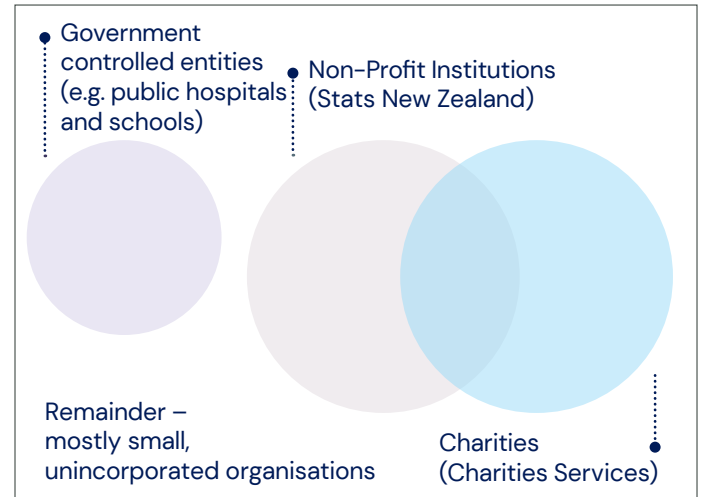 Government
controlled entities
(e.g. public hospitals
and schools)
Non-Profit Institutions
(Stats New Zealand)
Remainder –
mostly small,
unincorporated organisations
Charities
(Charities Services)